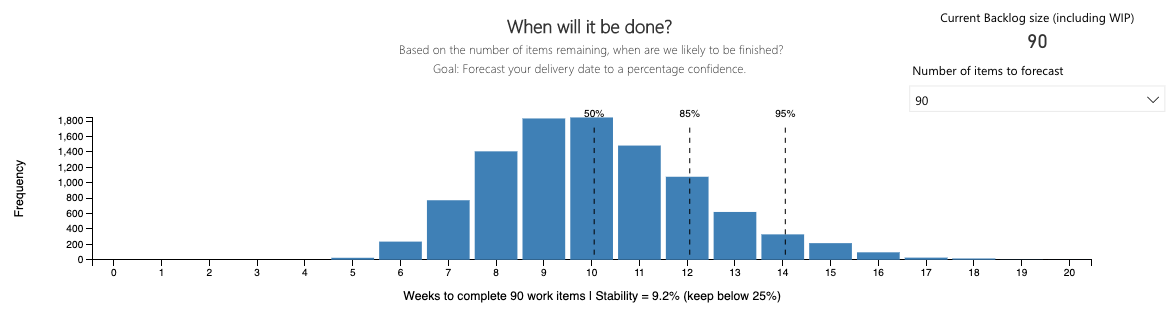 When will it be done?
Based on the number of items remaining, when are we likely to be finished?
Goal: Forecast your delivery date to a percentage confidence.
Current Backlog size (including WIP)
90
Number of items to forecast
90
Frequency
1,800
1,600
1,400
1,200
1,000
800
600
400
200
0
50%
85%
95%
0 1 2 3 4 5 6 7 8 9 10 11 12 13 14 15 16 17 18 19 20
Weeks to complete 90 work items | Stability = 9.2% (keep below 25%)